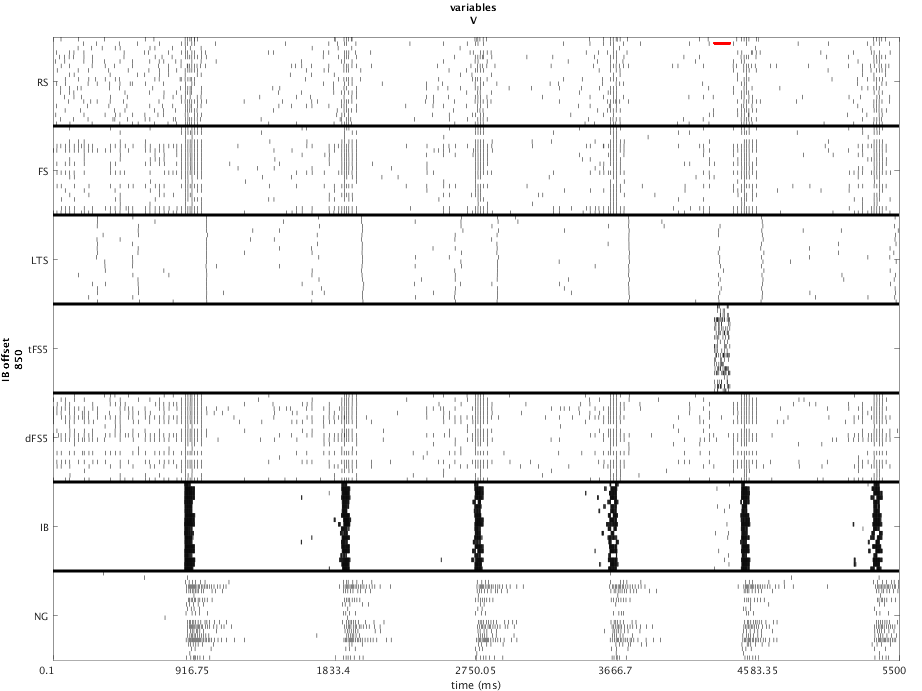 variables
V
RS
FS
LTS
tFS5
dFS5
IB
NG
IB offset
850
0.1 916.75 1833.4 2750.05 3666.7 4583.35 5500
time (ms)